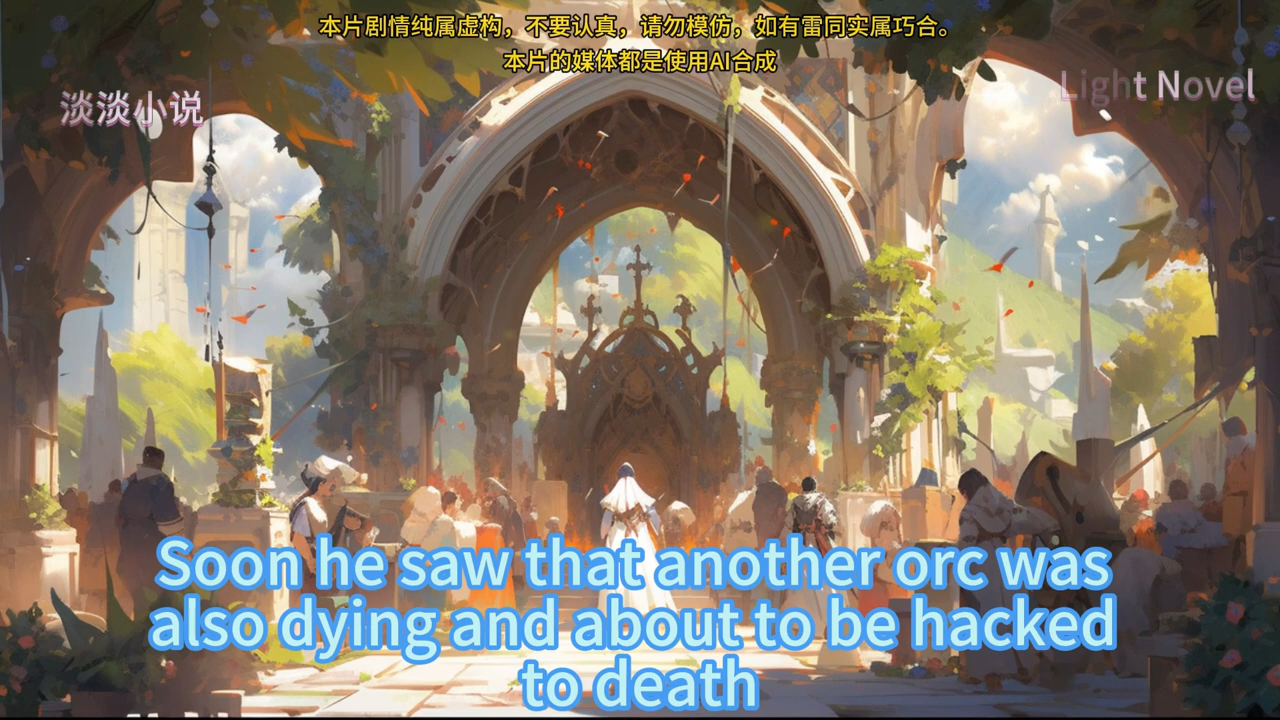 本片剧情纯属虚构，不要认真，请勿模仿，如有雷同实属巧合。
本片的媒体都是使用AI合成
淡淡小说
Light Novel
Soon he saw that another orc was
also dying and about to be hacked
to death